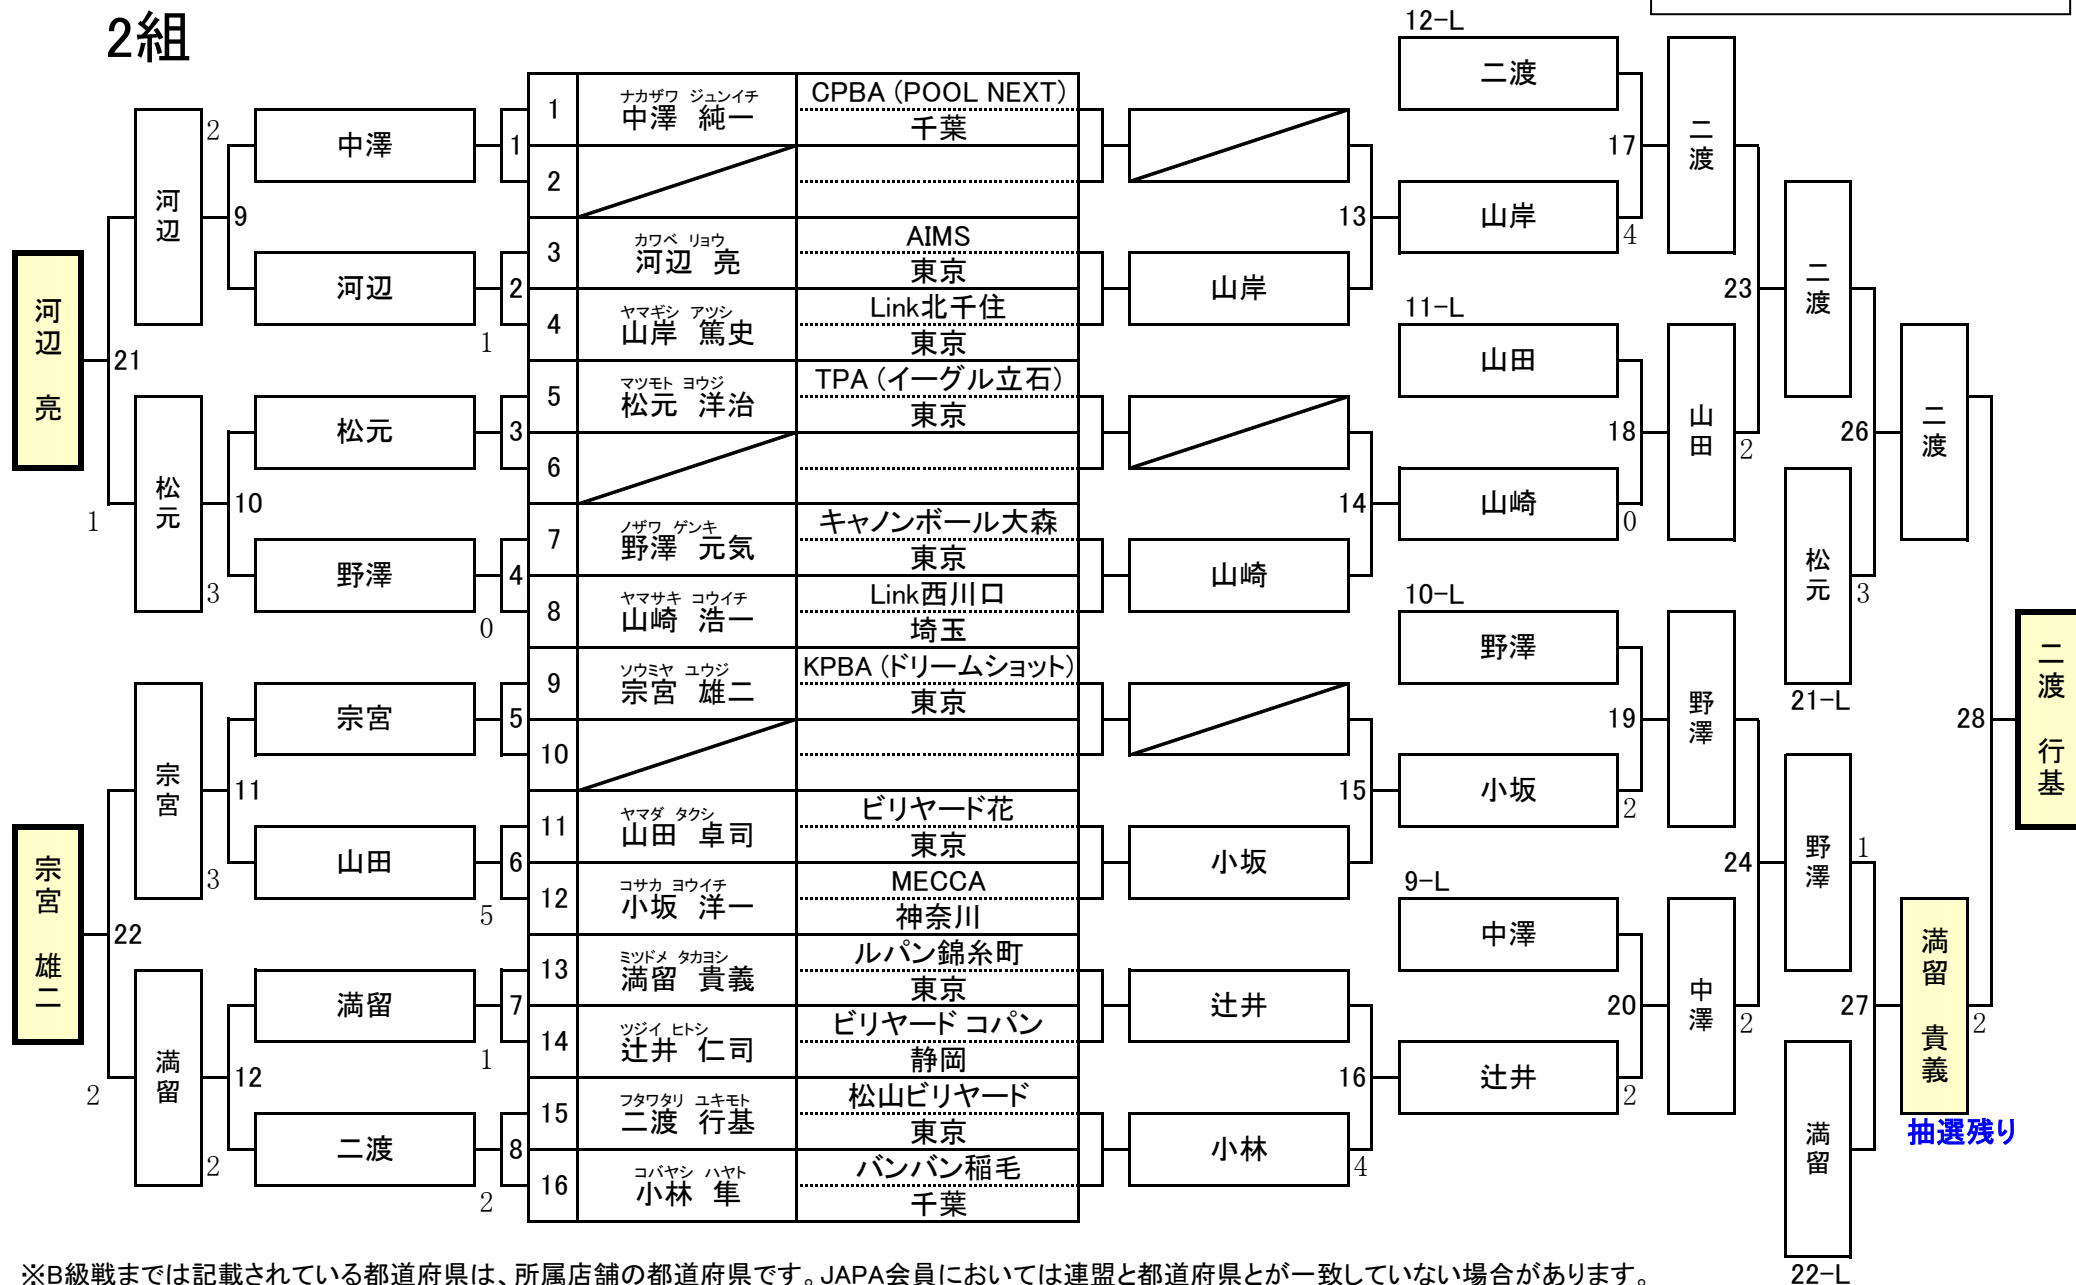 2組
1
ナカザワ ジュンイチ
中澤 純一
CPBA (POOL NEXT)
千葉
2
3
カワベ リョウ
河辺 亮
AIMS
東京
4
ヤマギシ アツシ
山岸 篤史
Link北千住
東京
5
マツモト ヨウジ
松元 洋治
TPA (イーグル立石)
東京
6
7
ノザワ ゲンキ
野澤 元気
キャノンボール大森
東京
8
ヤマサキ コウイチ
山崎 浩一
Link西川口
埼玉
9
ソウミヤ ユウジ
宗宮 雄二
KPBA (ドリームショット)
東京
10
11
ヤマダ タクシ
山田 卓司
ビリヤード花
東京
12
コサカ ヨウイチ
小坂 洋一
MECCA
神奈川
13
ミツドメ タカヨシ
満留 貴義
ルパン錦糸町
東京
14
ツジイ ヒトシ
辻井 仁司
ビリヤード コパン
静岡
15
フタワタリ ユキモト
二渡 行基
松山ビリヤード
東京
16
コバヤシ ハヤト
小林 隼
バンバン稲毛
千葉
中澤
1
河辺
2
1
松元
3
野澤
4
0
宗宮
5
山田
6
5
満留
7
1
二渡
8
2
河辺
2
9
松元
10
3
宗宮
11
3
満留
12
2
河辺 亮
21
1
宗宮 雄二
22
2
山岸
13
山崎
14
小坂
15
辻井
16
小林
4
12-L
二渡
17
山岸
4
11-L
山田
18
山崎
0
10-L
野澤
19
小坂
2
9-L
中澤
20
辻井
2
二渡
23
山田
2
野澤
24
中澤
2
二渡
26
松元
3
21-L
野澤
1
27
満留
22-L
二渡
28
満留 貴義
2
抽選残り
二渡 行基
※B級戦までは記載されている都道府県は、所属店舗の都道府県です。JAPA会員においては連盟と都道府県とが一致していない場合があります。